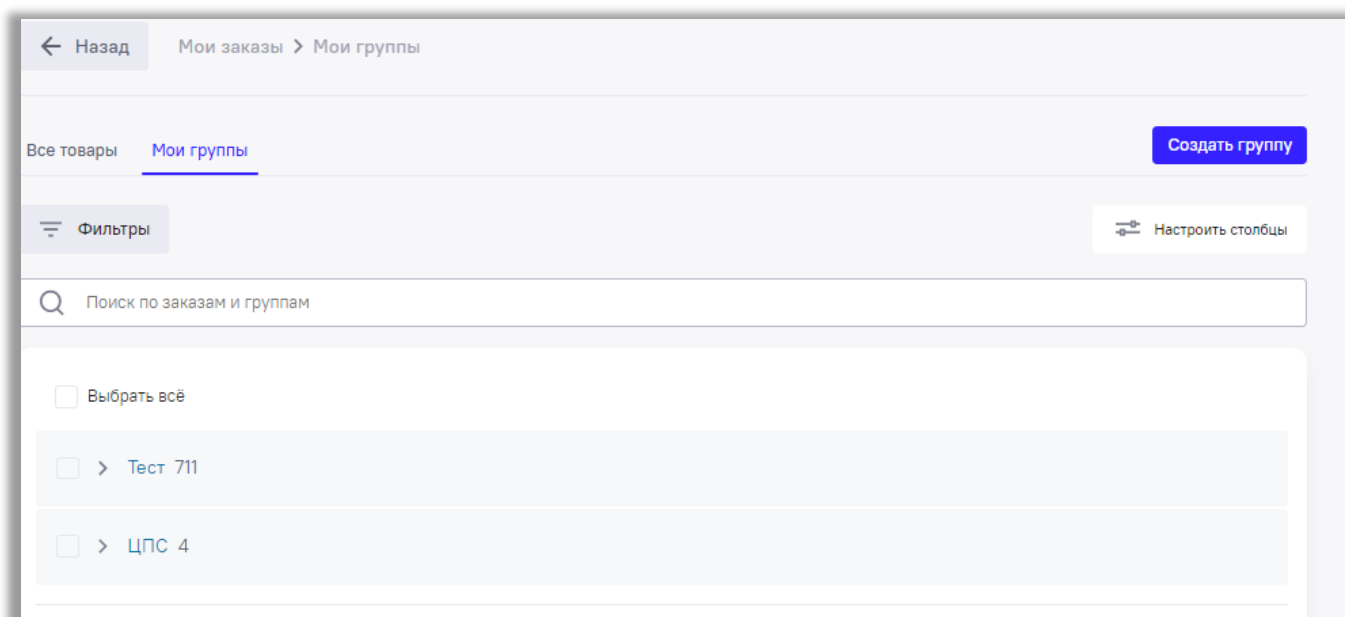 Назад Мои заказы > Мои группы
Все товары Мои группы Создать группу
Фильтры Настроить столбцы
Поиск по заказам и группам
Выбрать всё
Тест 711
ЦПС 4